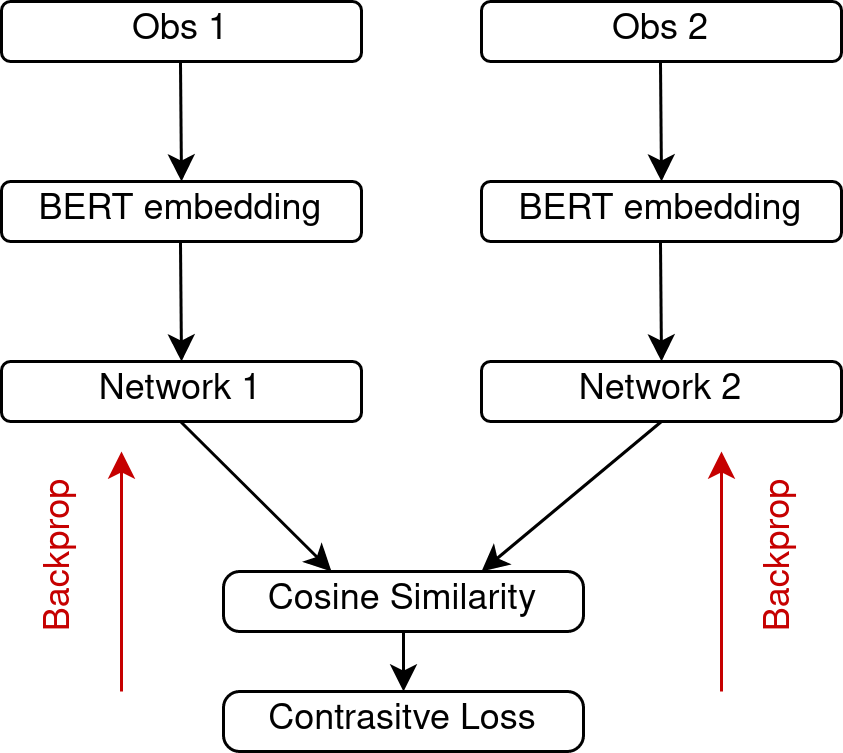 Obs 1
Obs 2
BERT embedding
BERT embedding
Network 1
Network 2
Backprop
Backprop
Cosine Similarity
Contrasitve Loss